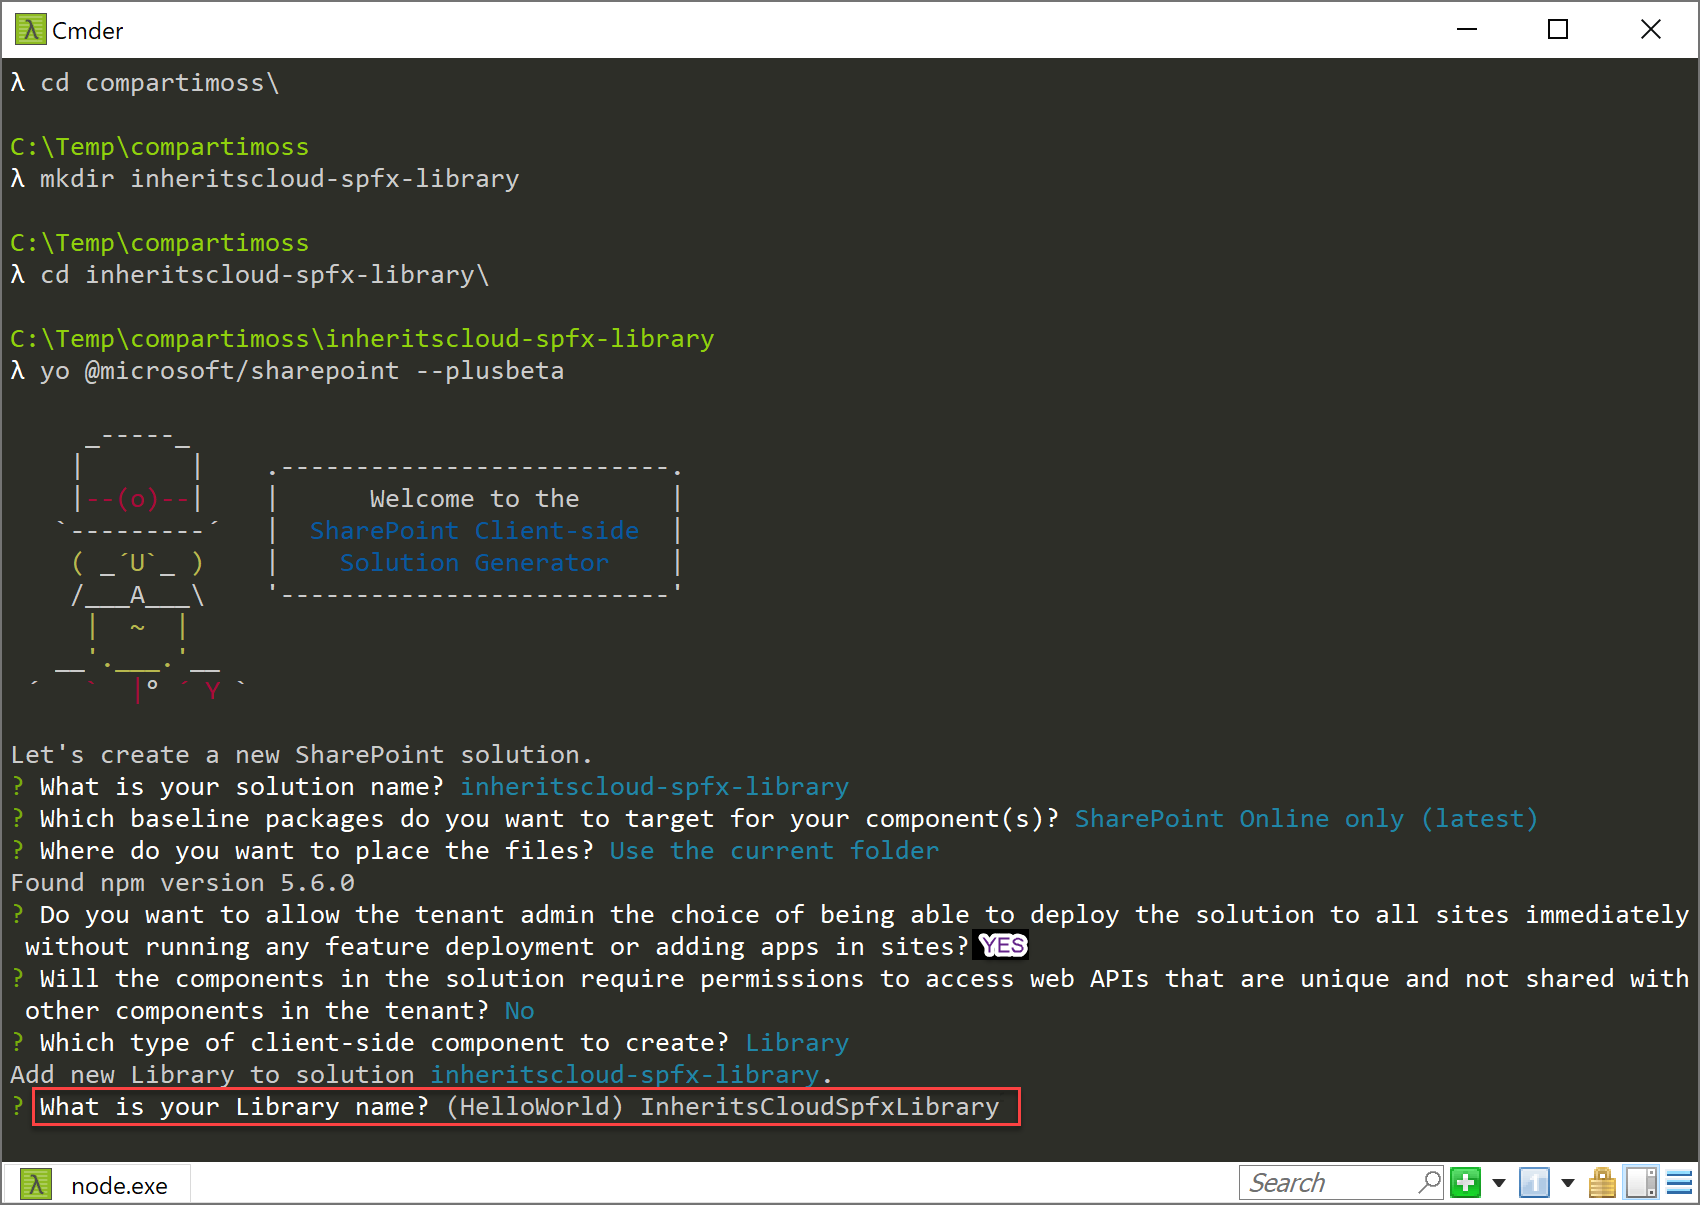 Cmder
λ cd compartimoss\
C:\Temp\compartimoss
λ mkdir inheritscloud-spfx-library
C:\Temp\compartimoss
λ cd inheritscloud-spfx-library\
C:\Temp\compartimoss\inheritscloud-spfx-library
λ yo @microsoft/sharepoint --plusbeta
     _-----_
    |       |    .--------------------------.
    |--(o)--|    |      Welcome to the      |
   `---------´   |  SharePoint Client-side  |
    ( _´U`_ )    |    Solution Generator    |
    /___A___\    '--------------------------'
     |  ~  |
   __'.___.'__
 ´   `  |° ´ Y `
Let's create a new SharePoint solution.
? What is your solution name? inheritscloud-spfx-library
? Which baseline packages do you want to target for your component(s)? SharePoint Online only (latest)
? Where do you want to place the files? Use the current folder
Found npm version 5.6.0
? Do you want to allow the tenant admin the choice of being able to deploy the solution to all sites immediately
without running any feature deployment or adding apps in sites? YES
? Will the components in the solution require permissions to access web APIs that are unique and not shared with
other components in the tenant? No
? Which type of client-side component to create? Library
Add new Library to solution inheritscloud-spfx-library.
? What is your Library name? (HelloWorld) InheritsCloudSpfxLibrary
λ node.exe
Search
1